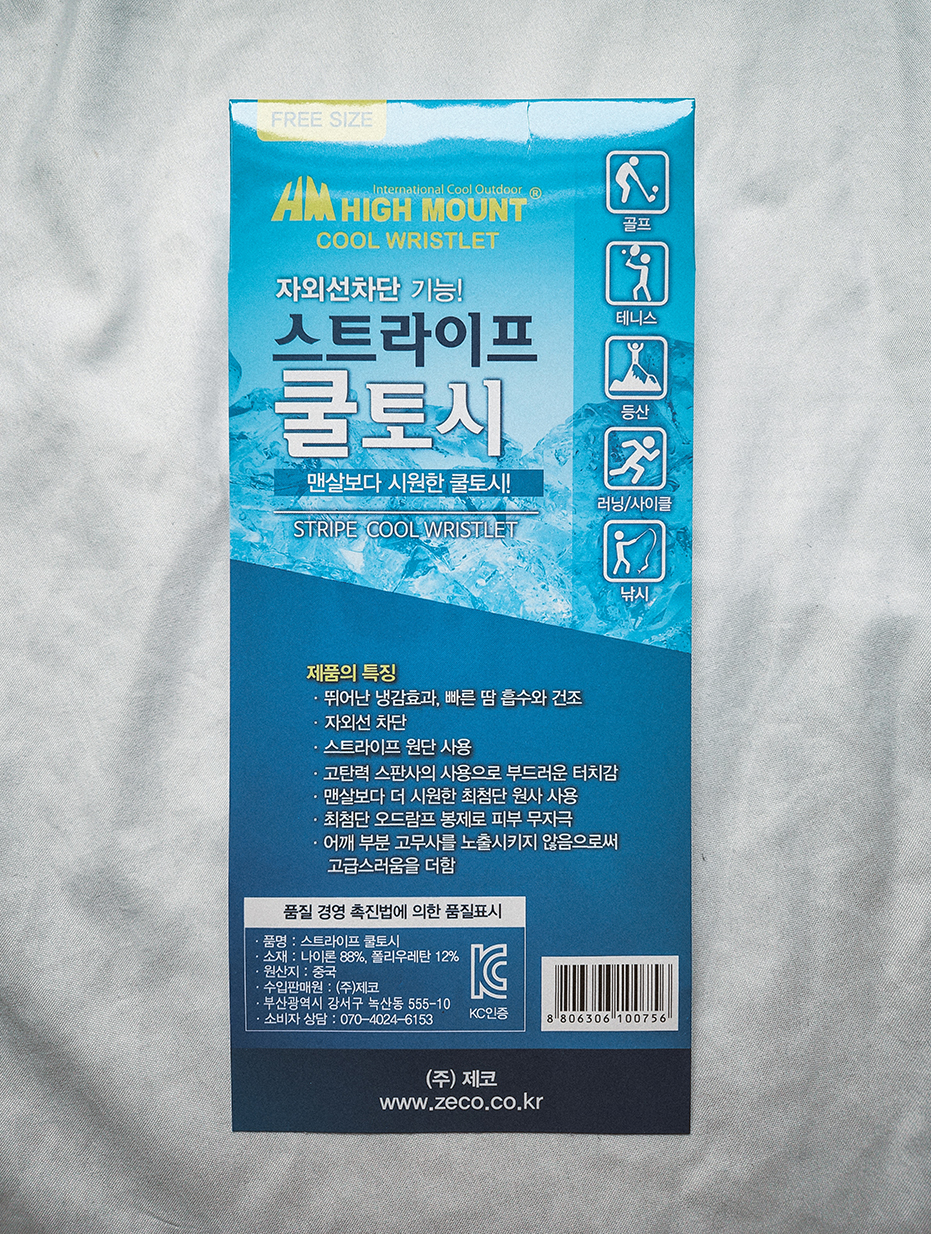 FREE SIZE
International Cool Outdoor
HM HIGH MOUNT®
COOL WRISTLET
자외선차단 기능!
스트라이프
쿨토시
맨살보다 시원한 쿨토시!
STRIPE COOL WRISTLET
골프
테니스
등산
러닝/사이클
낚시
제품의 특징
· 뛰어난 냉감효과, 빠른 땀 흡수와 건조
· 자외선 차단
· 스트라이프 원단 사용
· 고탄력 스판사의 사용으로 부드러운 터치감
· 맨살보다 더 시원한 최첨단 원사 사용
· 최첨단 오드람프 봉제로 피부 무자극
· 어깨 부분 고무사를 노출시키지 않음으로써
고급스러움을 더함
품질 경영 촉진법에 의한 품질표시
· 품명 : 스트라이프 쿨토시
· 소재 : 나이론 88%, 폴리우레탄 12%
· 원산지 : 중국
· 수입판매원 : (주)제코
· 부산광역시 강서구 녹산동 555-10
· 소비자 상담 : 070-4024-6153
KC인증
8 806306 100756
(주) 제코
www.zeco.co.kr